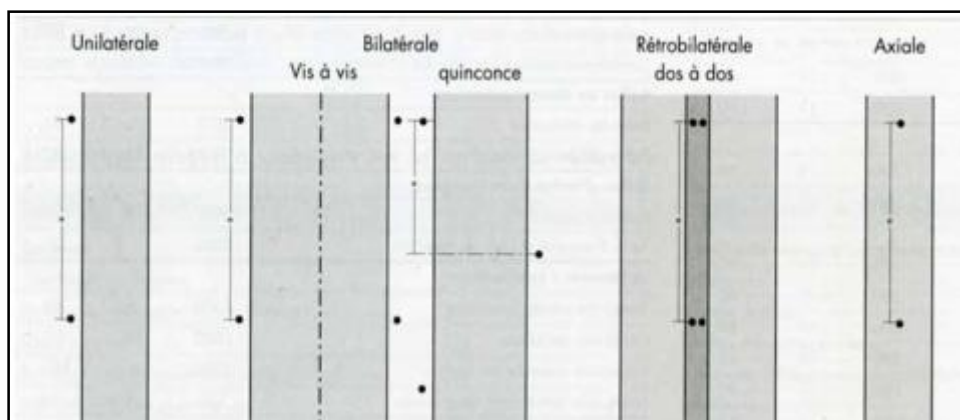 Unilatérale
Bilatérale
Rétrobilatérale
Axiale
Vis à vis
quinconce
dos à dos